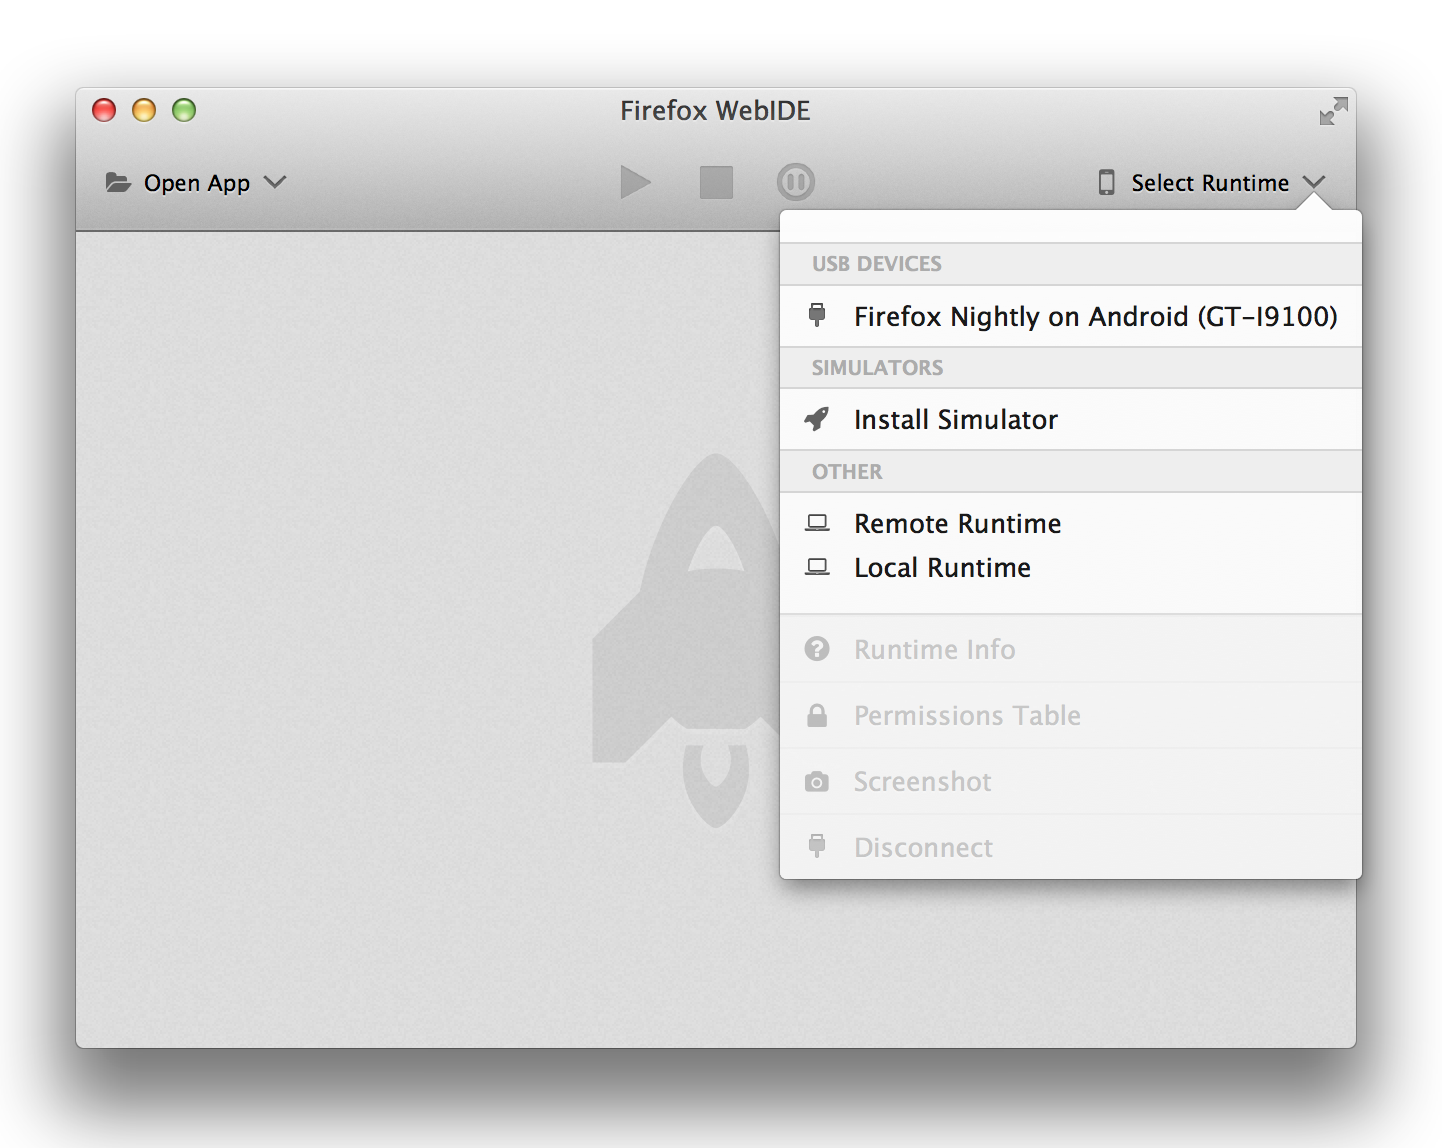 Firefox WebIDE
Open App
Select Runtime
USB DEVICES
Firefox Nightly on Android (GT-I9100)
SIMULATORS
Install Simulator
OTHER
Remote Runtime
Local Runtime
Runtime Info
Permissions Table
Screenshot
Disconnect